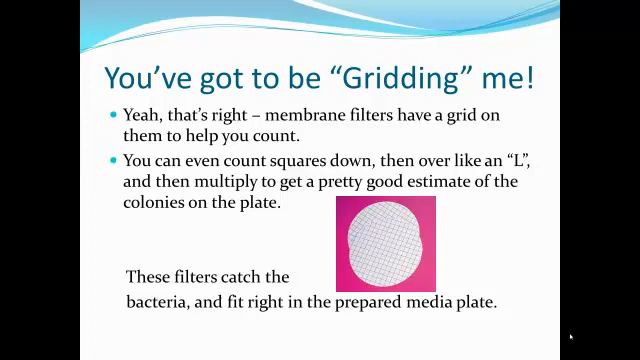 You've got to be “Gridding” me!
• Yeah, that's right – membrane filters have a grid on
them to help you count.
• You can even count squares down, then over like an “L”,
and then multiply to get a pretty good estimate of the
colonies on the plate.
These filters catch the
bacteria, and fit right in the prepared media plate.